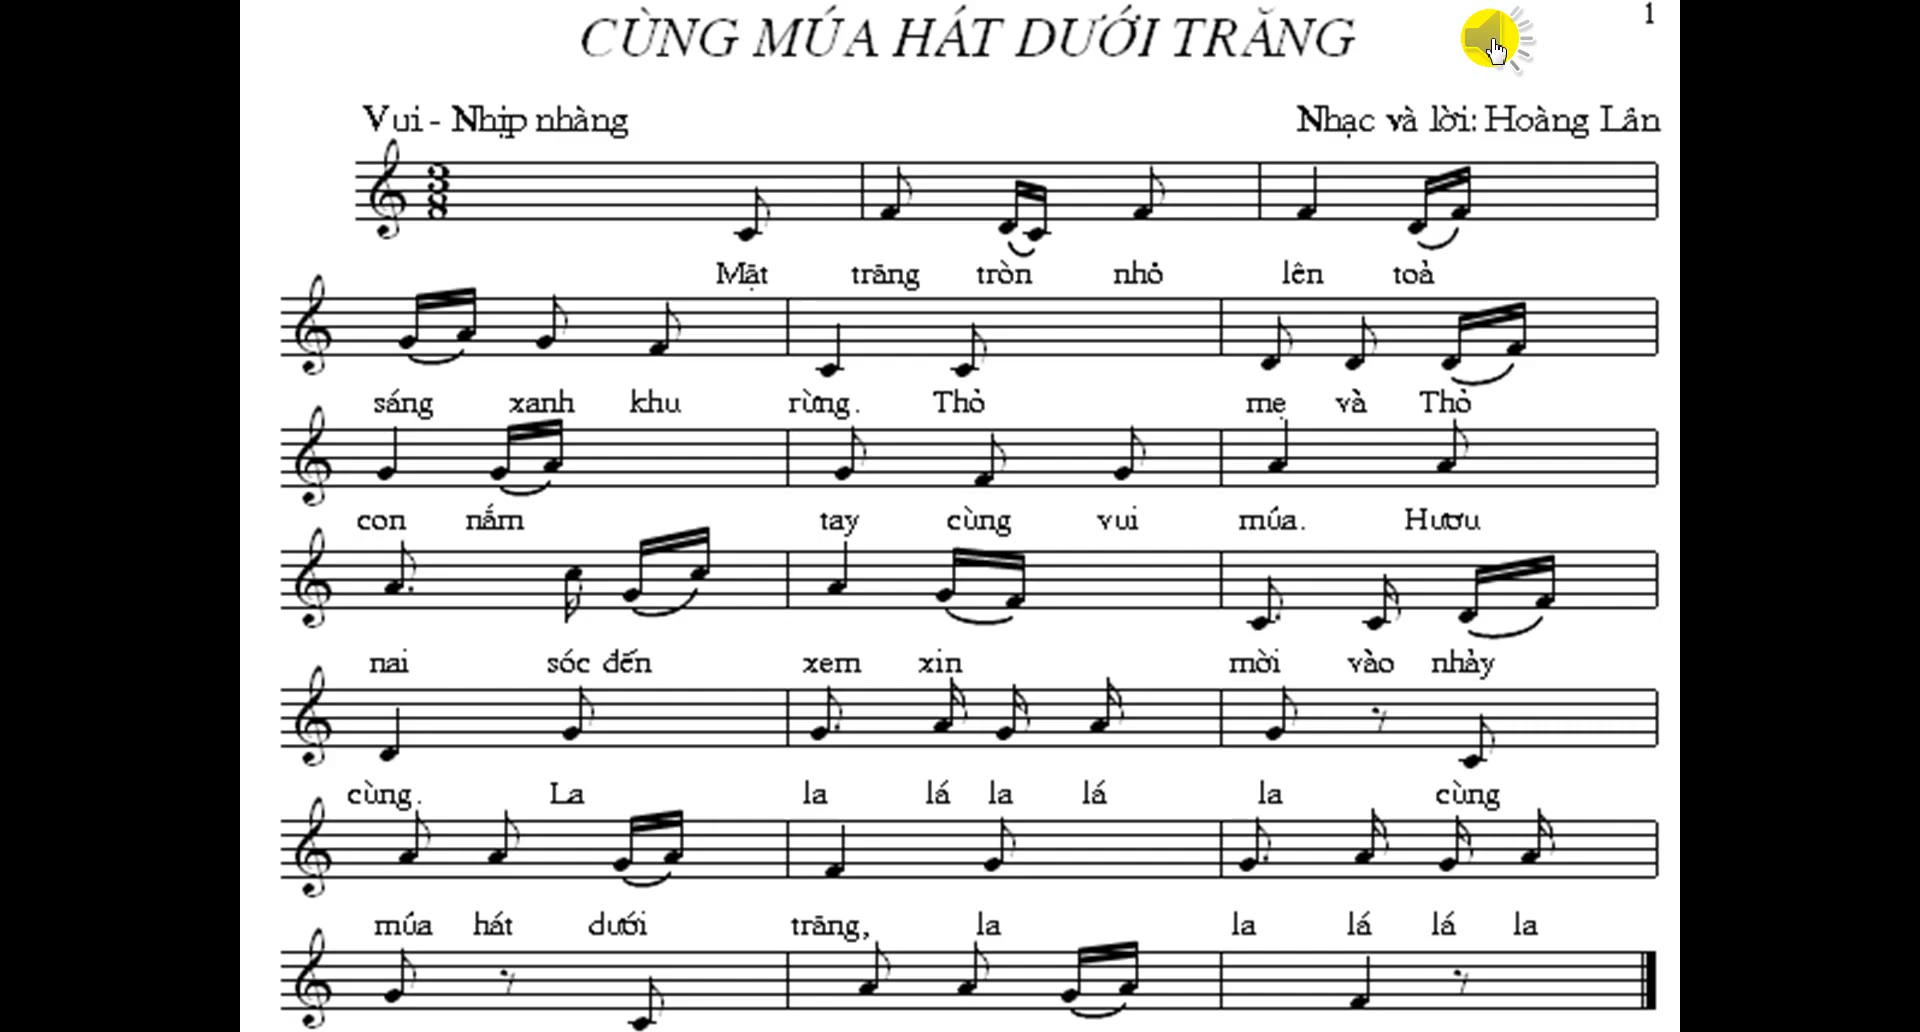 CÙNG MÚA HÁT DƯỚI TRĂNG
1
Vui - Nhịp nhàng
Nhạc và lời: Hoàng Lân
3
8
Mặt trăng tròn nhỏ lên toả
sáng xanh khu rừng. Thỏ mẹ và Thỏ
con nắm tay cùng vui múa. Hươu
nai sóc đến xem xin mời vào nhảy
cùng. La la lá la lá la cùng
múa hát dưới trăng, la la lá lá la